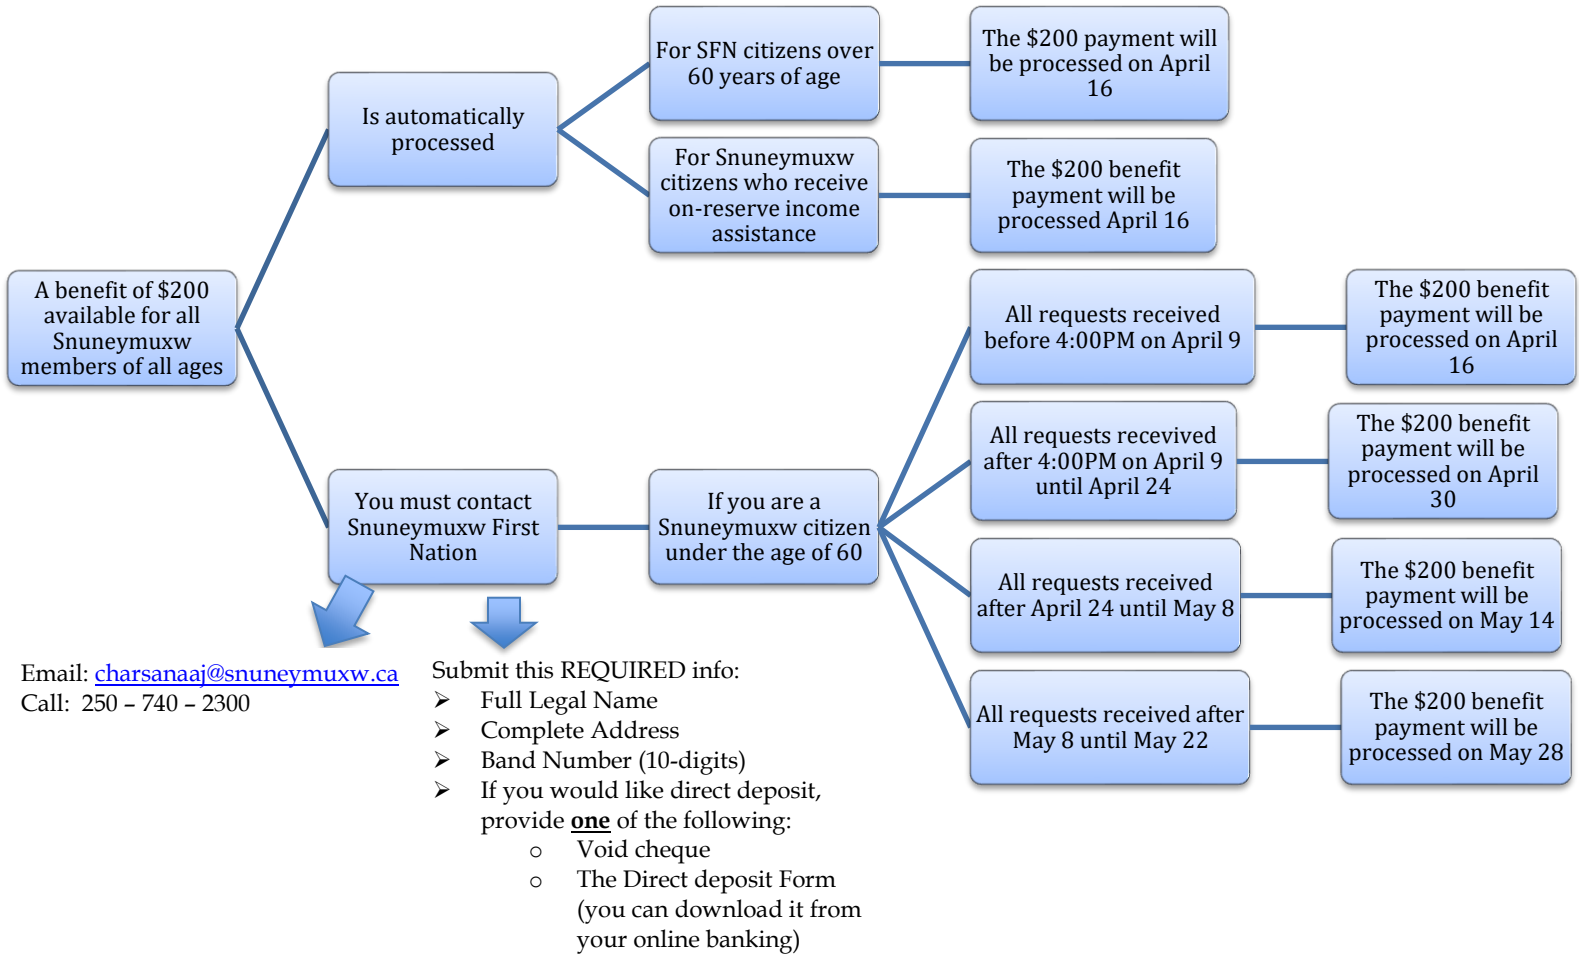 A benefit of $200
available for all
Snuneymuxw
members of all ages
Is automatically
processed
For SFN citizens over
60 years of age
The $200 payment will
be processed on April
16
For Snuneymuxw
citizens who receive
on-reserve income
assistance
The $200 benefit
payment will be
processed April 16
You must contact
Snuneymuxw First
Nation
If you are a
Snuneymuxw citizen
under the age of 60
All requests received
before 4:00PM on April 9
The $200 benefit
payment will be
processed on April
16
All requests recevived
after 4:00PM on April 9
until April 24
The $200 benefit
payment will be
processed on April
30
All requests received
after April 24 until May 8
The $200 benefit
payment will be
processed on May 14
All requests received after
May 8 until May 22
The $200 benefit
payment will be
processed on May 28
Email: charsanaaj@snuneymuxw.ca
Call: 250 – 740 – 2300
Submit this REQUIRED info:
➢ Full Legal Name
➢ Complete Address
➢ Band Number (10-digits)
➢ If you would like direct deposit,
provide one of the following:
o Void cheque
o The Direct deposit Form
(you can download it from
your online banking)